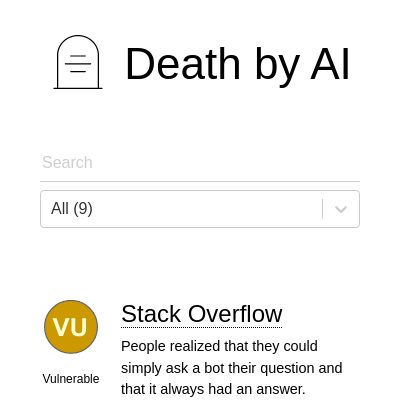 Death by AI
Search
All (9)
VU
Stack Overflow
People realized that they could
simply ask a bot their question and
Vulnerable
that it always had an answer.